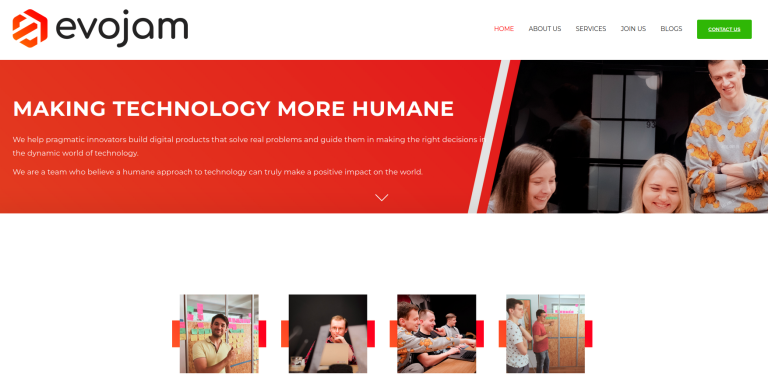 evojam
HOME ABOUT US SERVICES JOIN US BLOGS CONTACT US
MAKING TECHNOLOGY MORE HUMANE
We help pragmatic innovators build digital products that solve real problems and guide them in making the right decisions in
the dynamic world of technology.
We are a team who believe a humane approach to technology can truly make a positive impact on the world.